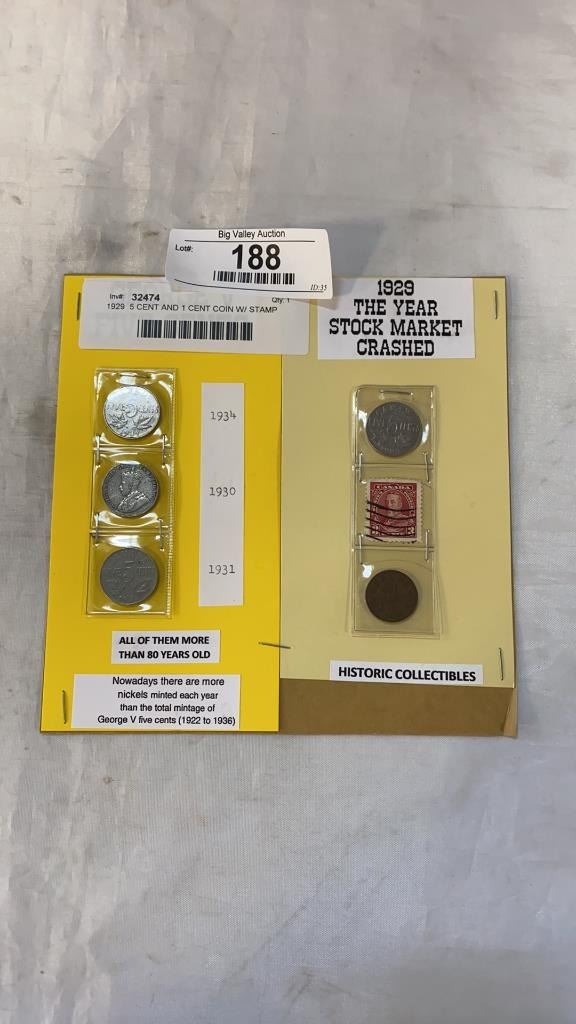 Big Valley Auction
Lot#:
188
ID:35
Inv#: 32474
Qty: 1
1929 5 CENT AND 1 CENT COIN W/ STAMP
1929
THE YEAR
STOCK MARKET
CRASHED
1934
1930
1931
CANADA
3
ALL OF THEM MORE
THAN 80 YEARS OLD
Nowadays there are more
nickels minted each year
than the total mintage of
George V five cents (1922 to 1936)
HISTORIC COLLECTIBLES